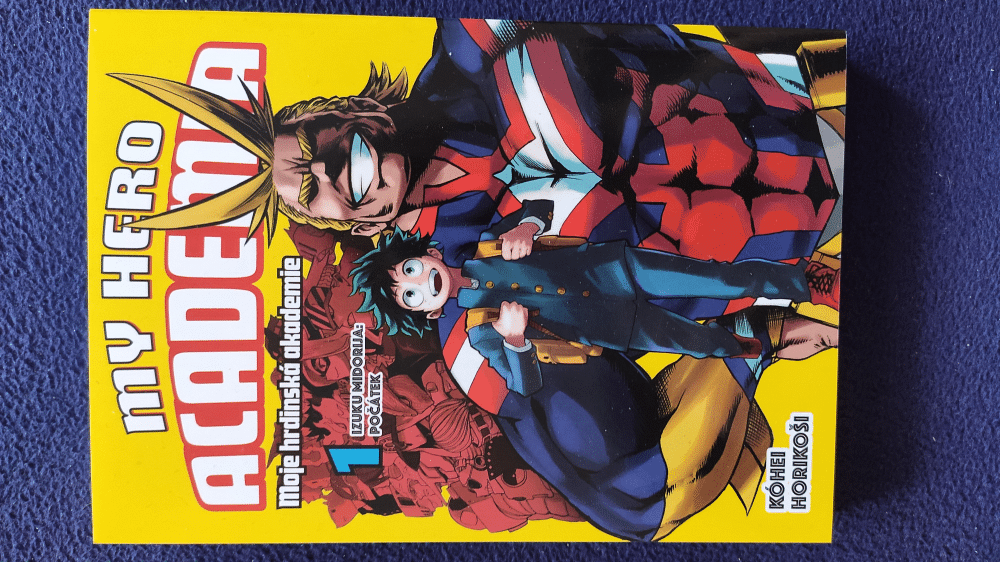 MY HERO
ACADEMIA
Moje hrdinská akademie
1
IZUKU MIDORIJA:
POČÁTEK
KÓHEI
HORIKOŠI